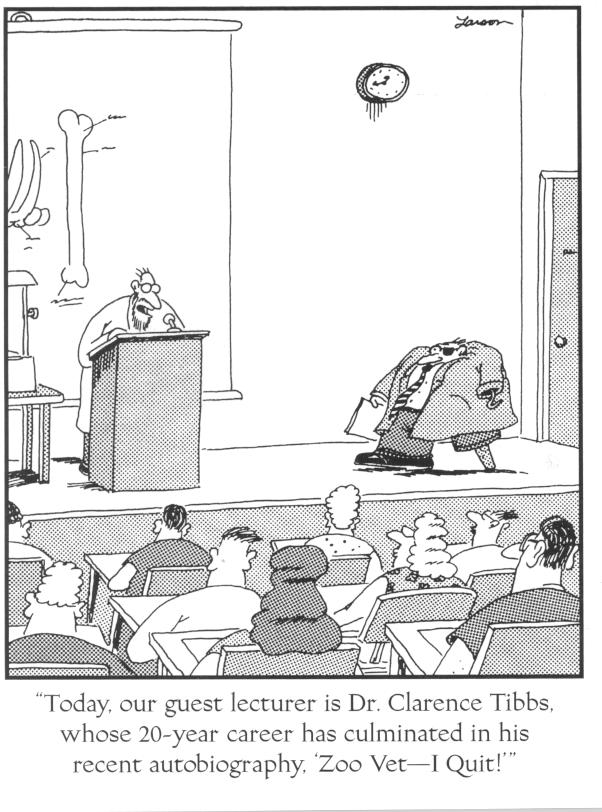 Larson
"Today, our guest lecturer is Dr. Clarence Tibbs,
whose 20-year career has culminated in his
recent autobiography, 'Zoo Vet—I Quit!'"